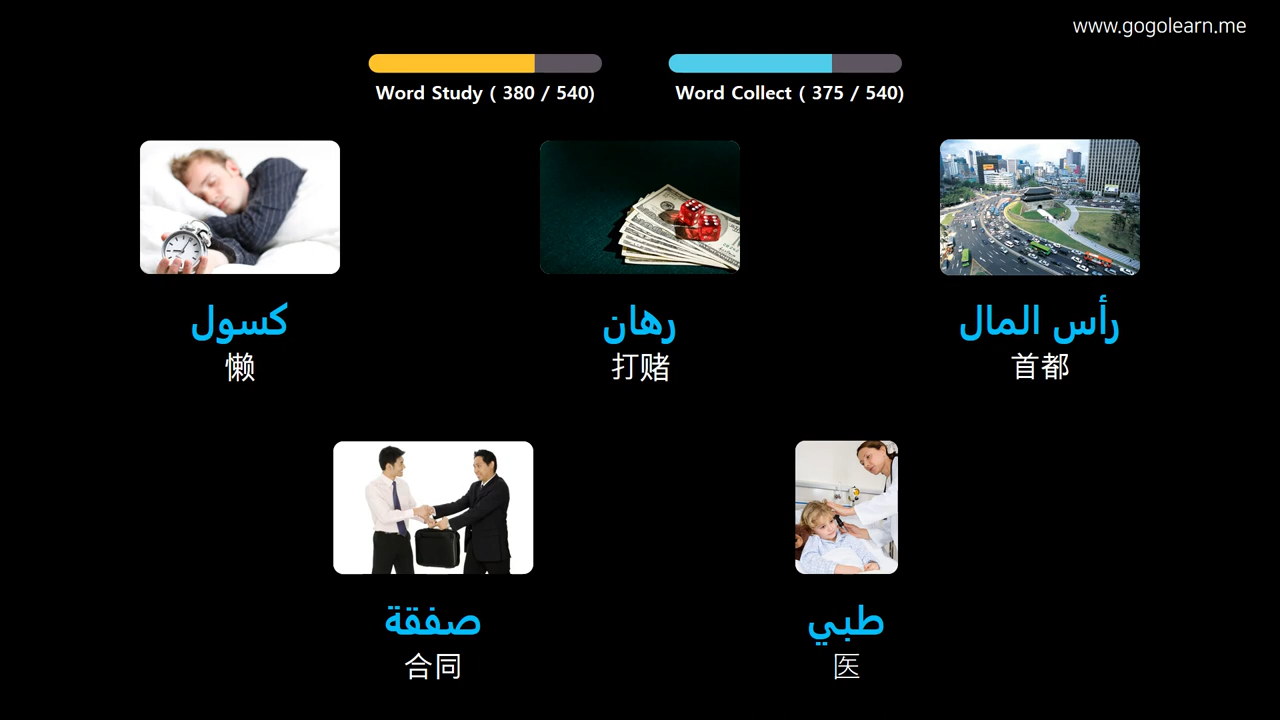 www.gogolearn.me
Word Study ( 380 / 540)
Word Collect ( 375 / 540)
كسول
懒
رهان
打赌
رأس المال
首都
صفقة
合同
طبي
医